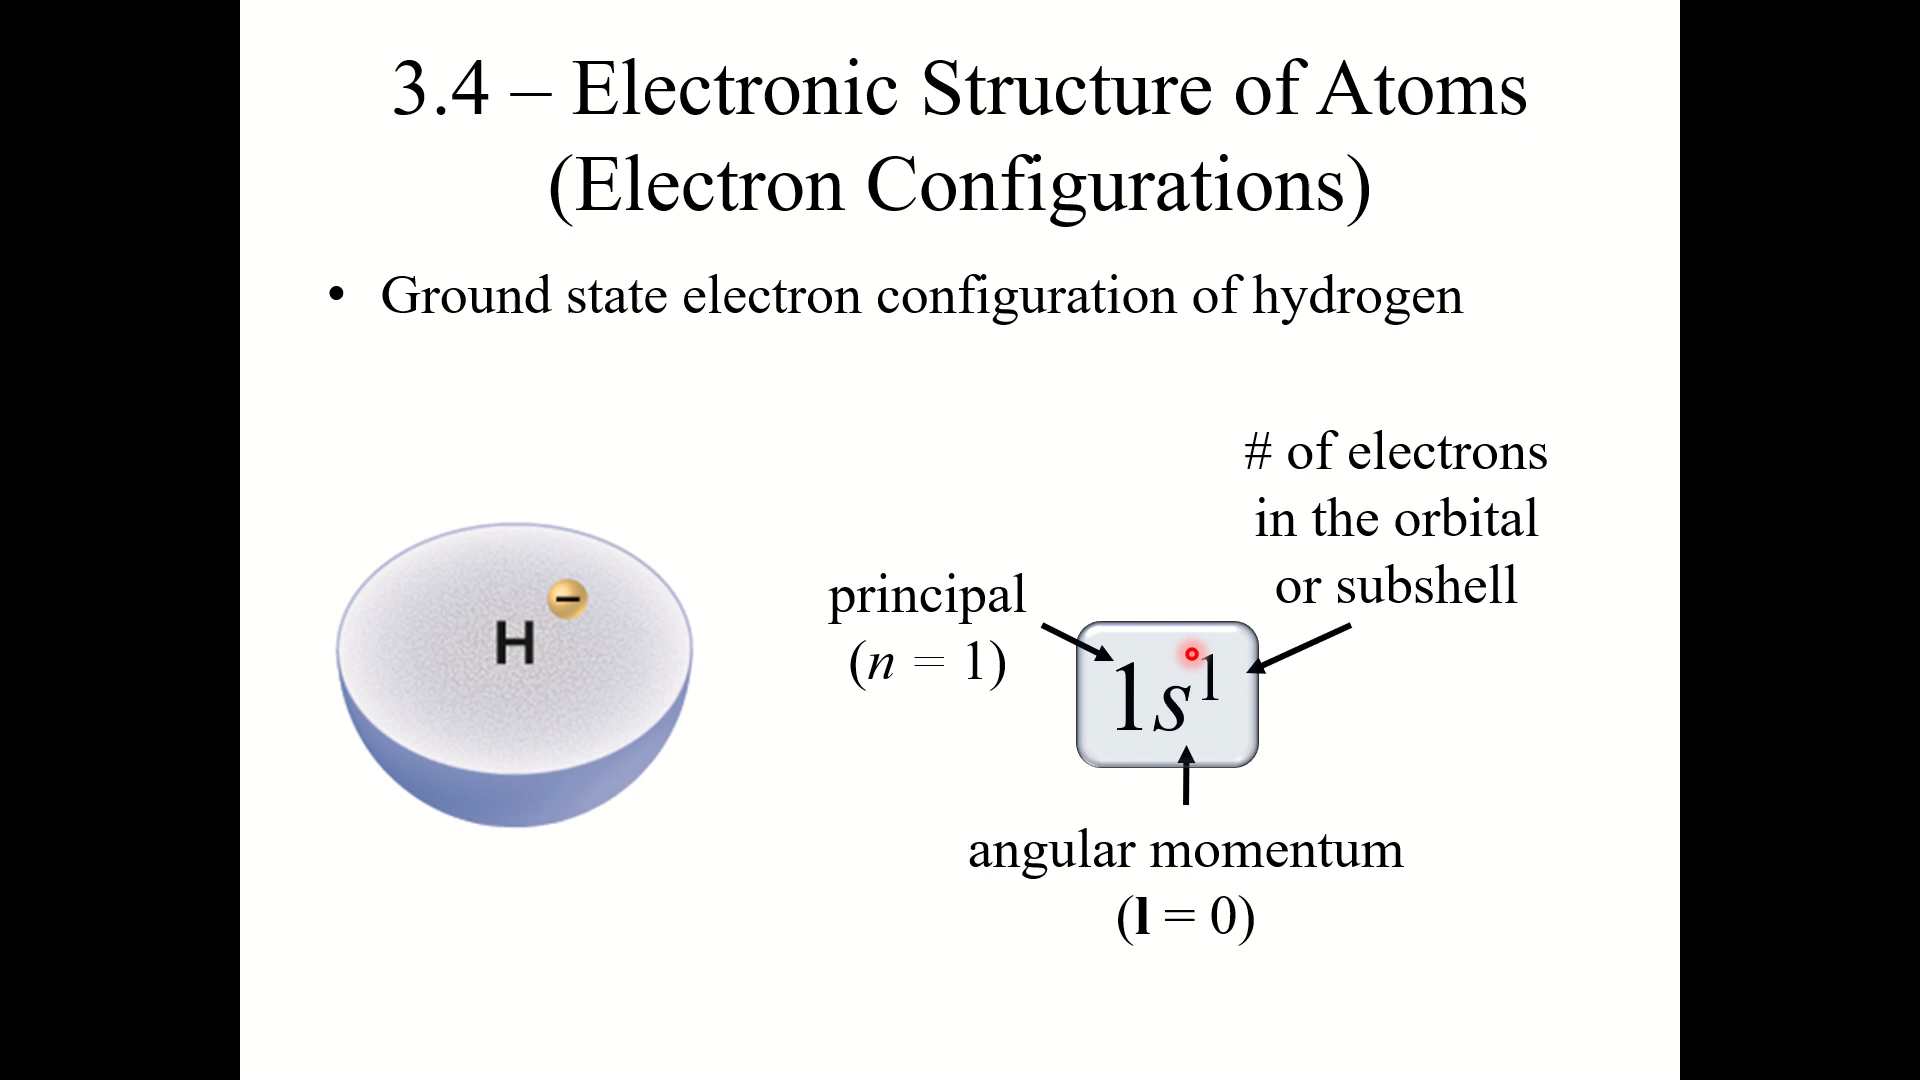 3.4 – Electronic Structure of Atoms
(Electron Configurations)
• Ground state electron configuration of hydrogen
# of electrons
in the orbital
or subshell
principal
(n = 1)
1s¹
H
−
angular momentum
(l = 0)